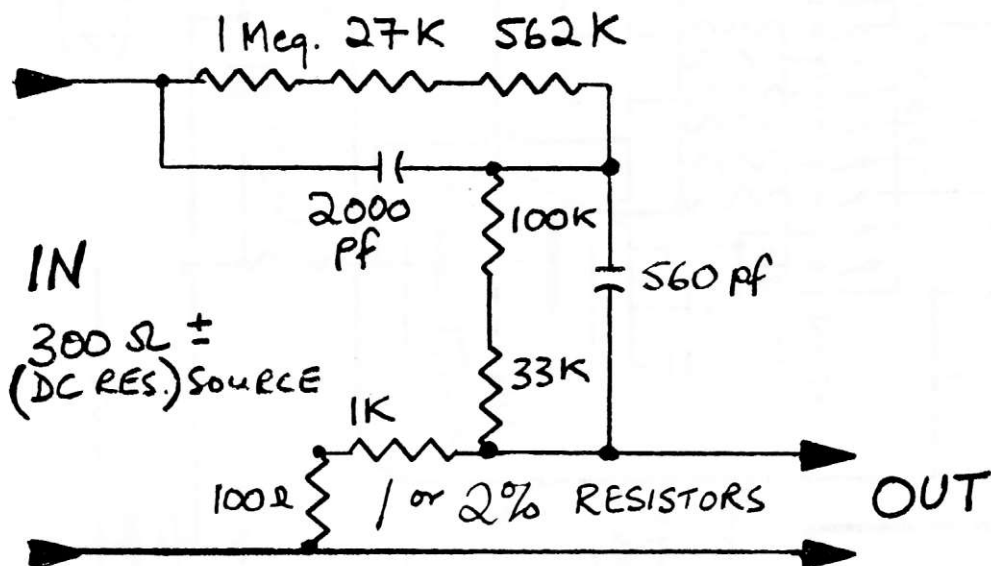 1 Meg. 27K 562K
2000
pf
100K
560 pf
IN
300 Ω ±
(DC RES.) SOURCE
33K
1K
100Ω
1 or 2% RESISTORS
OUT